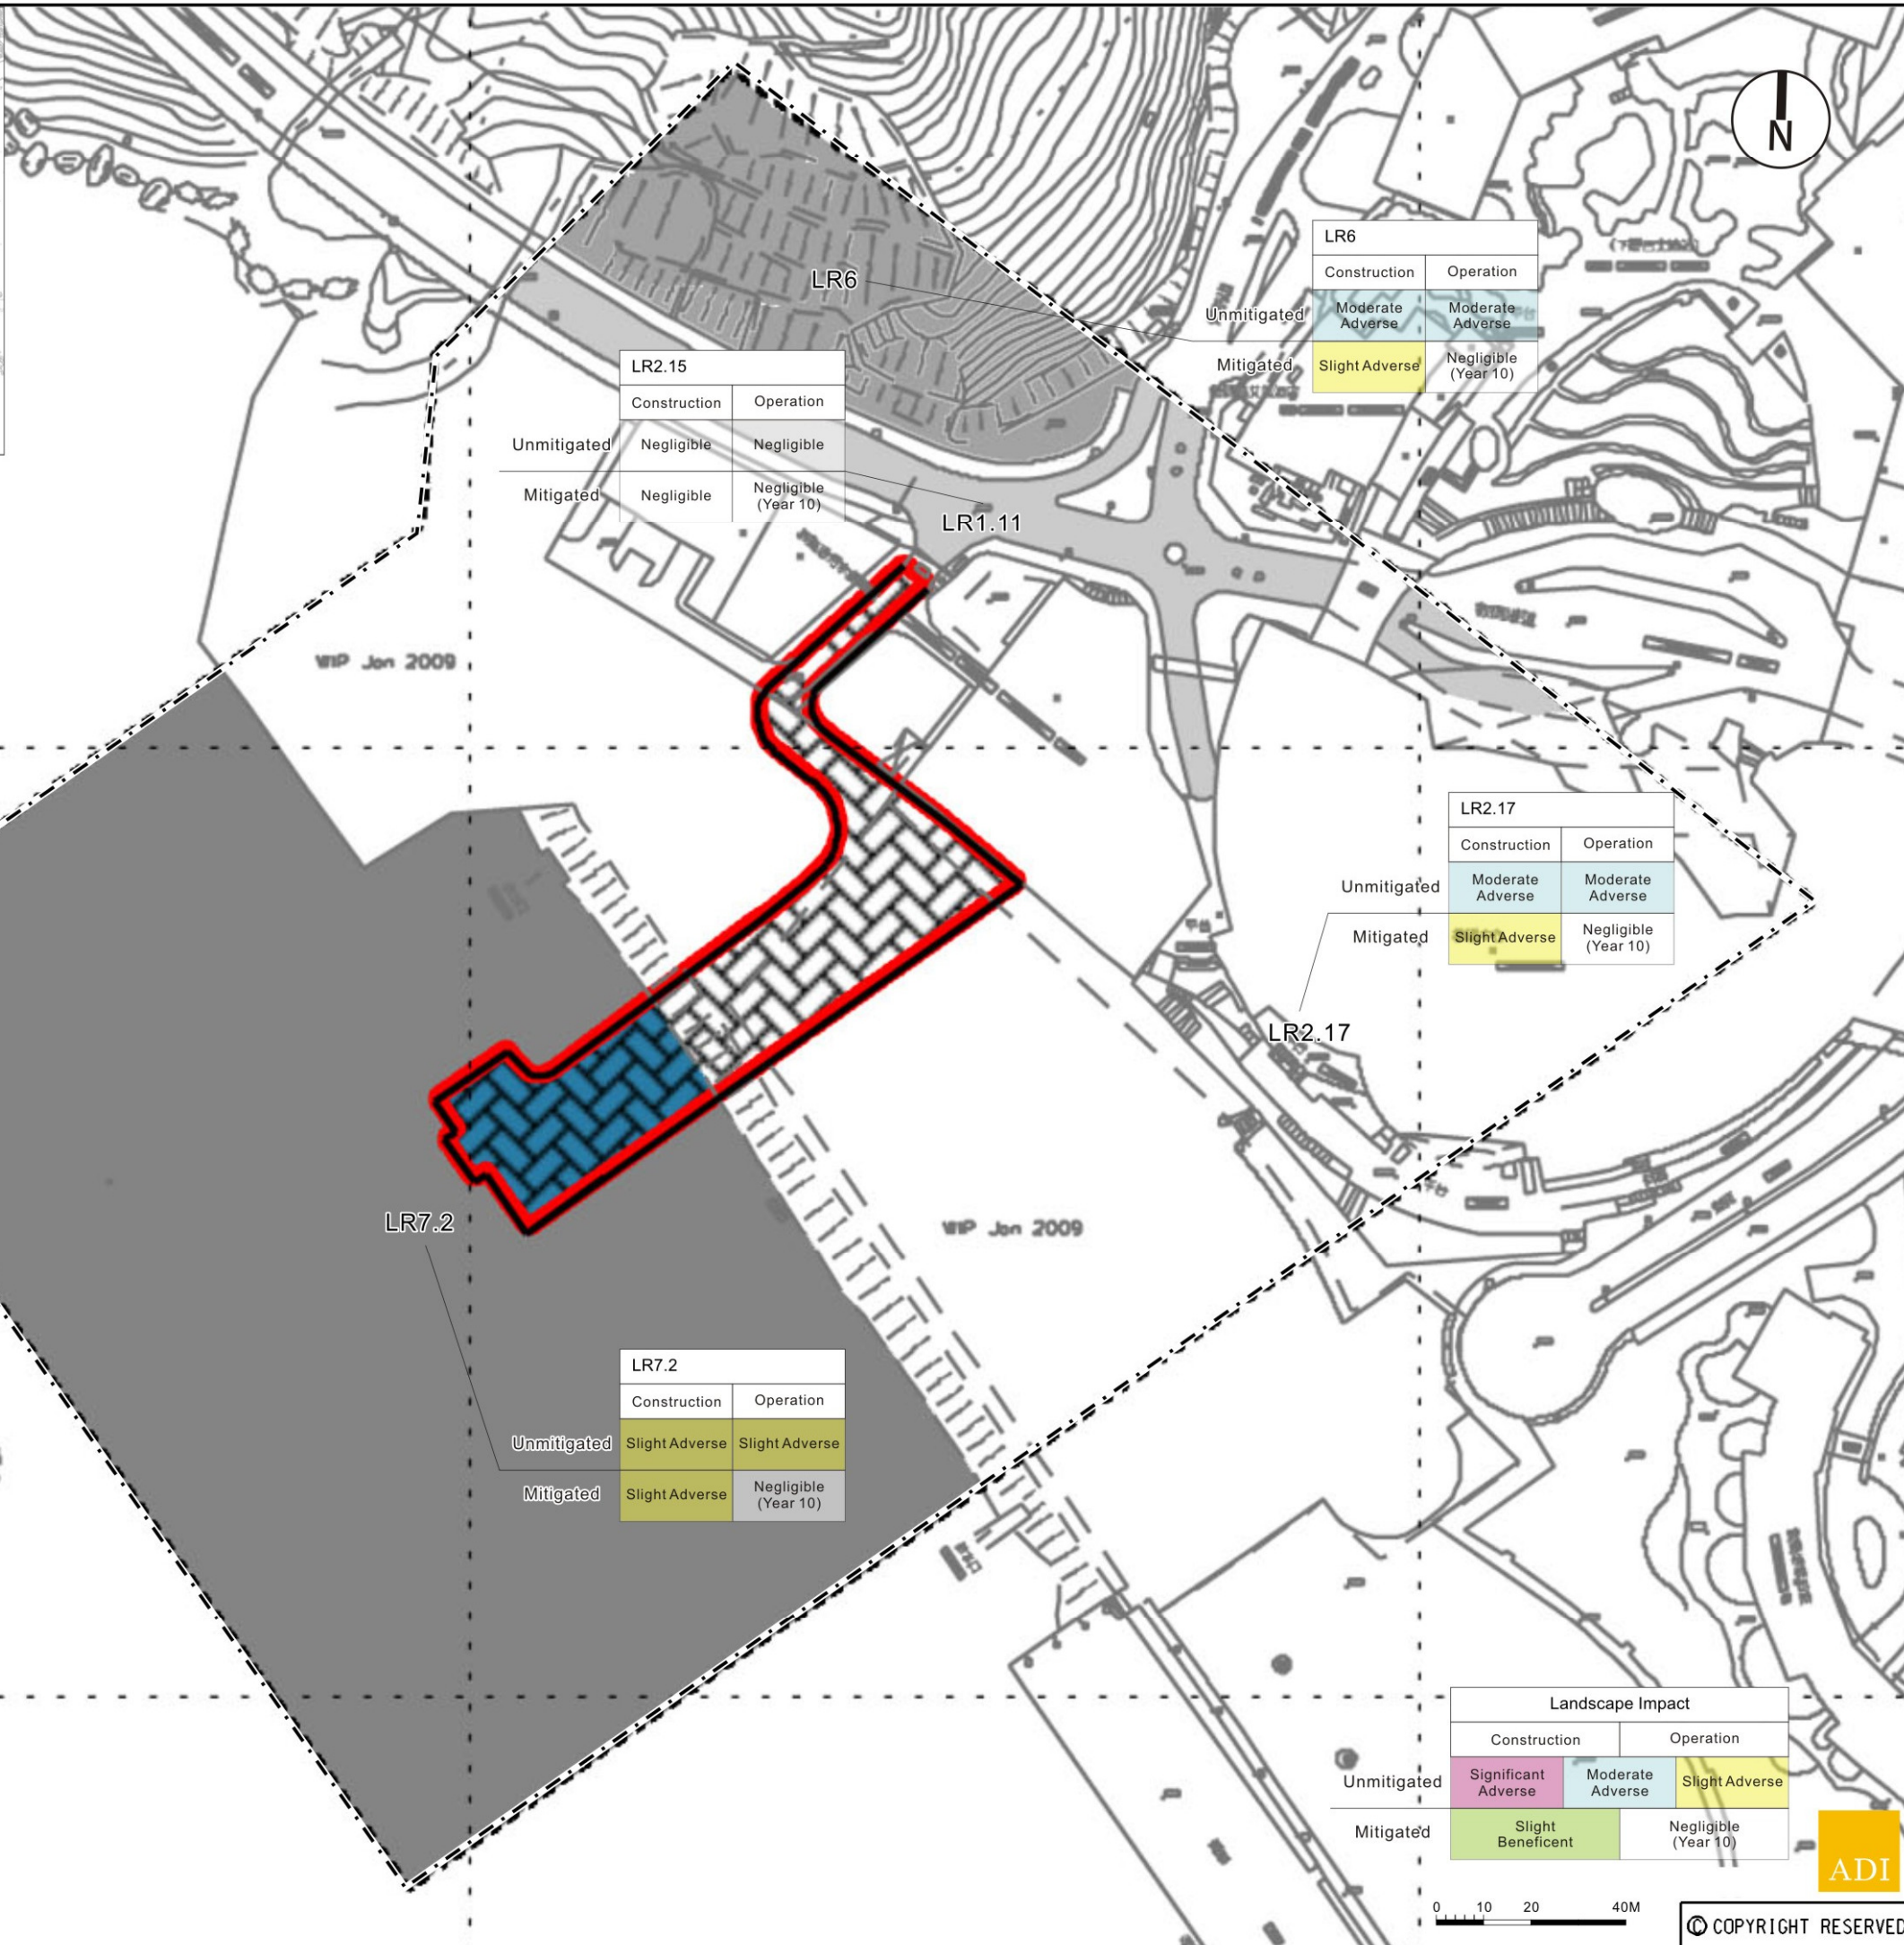 N
LR6
Construction Operation
Unmitigated Moderate Adverse Moderate Adverse
Mitigated Slight Adverse Negligible (Year 10)
LR6
LR2.15
Construction Operation
Unmitigated Negligible Negligible
Mitigated Negligible Negligible (Year 10)
LR1.11
WIP Jan 2009
LR2.17
Construction Operation
Unmitigated Moderate Adverse Moderate Adverse
Mitigated Slight Adverse Negligible (Year 10)
LR2.17
LR7.2
WIP Jan 2009
LR7.2
Construction Operation
Unmitigated Slight Adverse Slight Adverse
Mitigated Slight Adverse Negligible (Year 10)
Landscape Impact
Construction Operation
Unmitigated Significant Adverse Moderate Adverse Slight Adverse
Mitigated Slight Beneficent Negligible (Year 10)
ADI
0 10 20 40M
© COPYRIGHT RESERVED